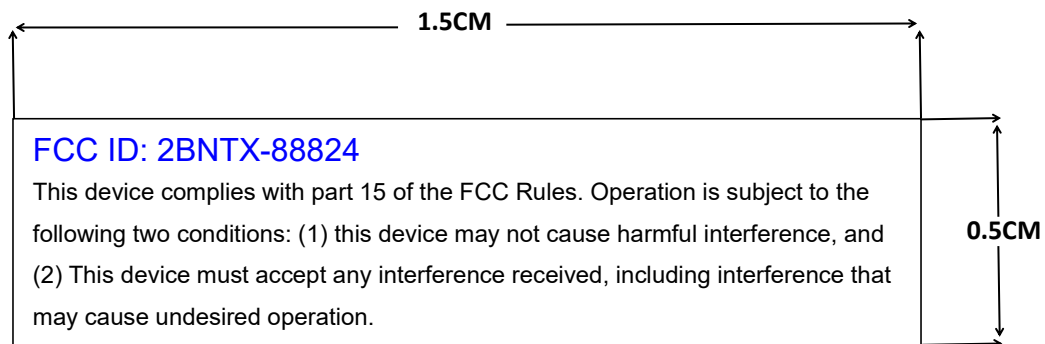 1.5CM
FCC ID: 2BNTX-88824
This device complies with part 15 of the FCC Rules. Operation is subject to the
following two conditions: (1) this device may not cause harmful interference, and
(2) This device must accept any interference received, including interference that
may cause undesired operation.
0.5CM